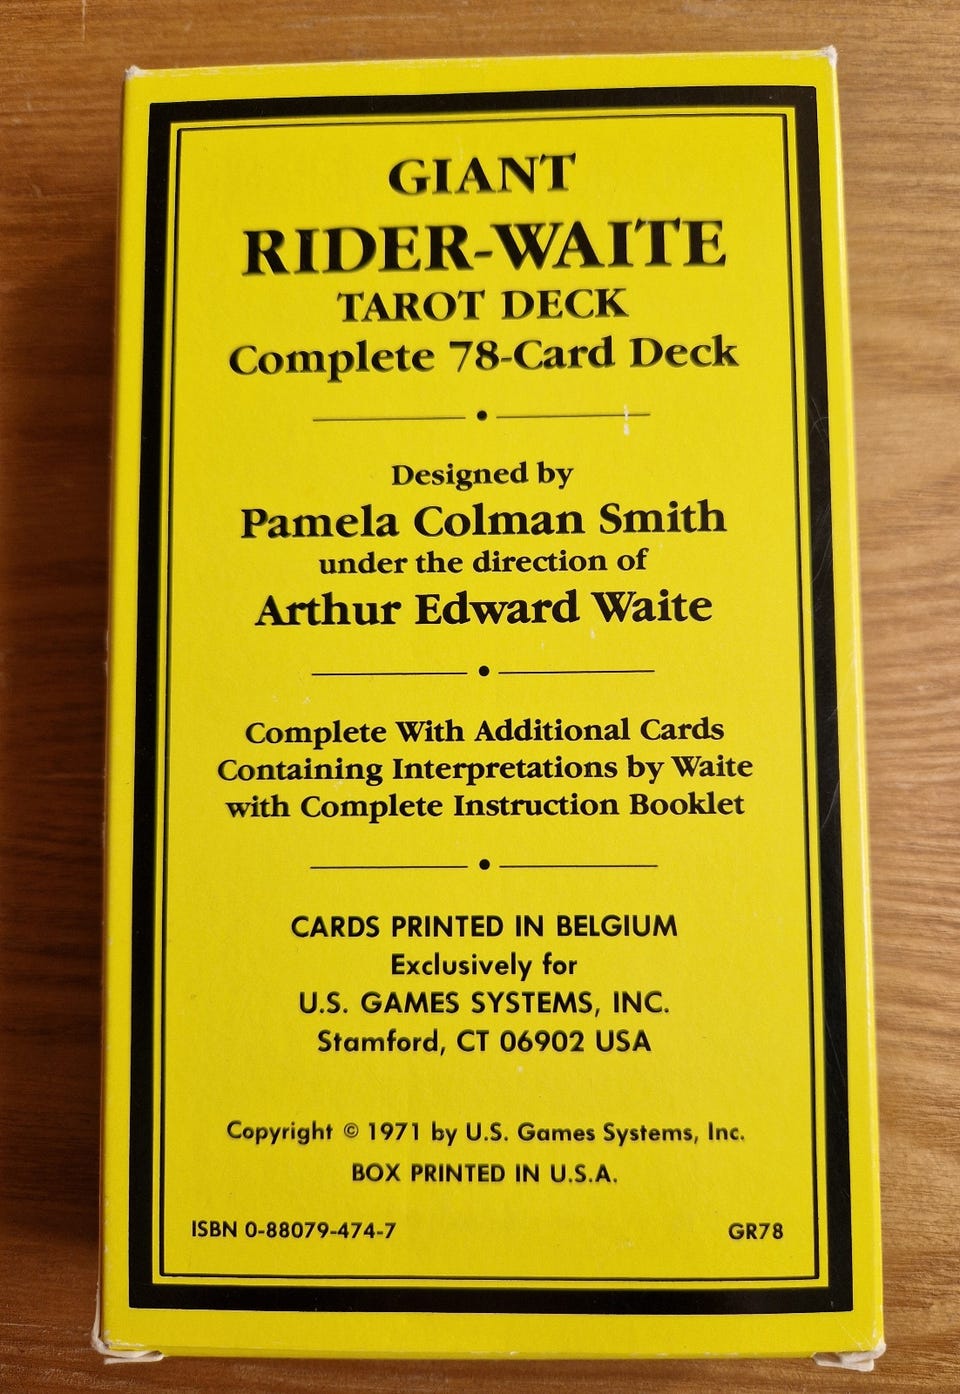 GIANT
RIDER-WAITE
TAROT DECK
Complete 78-Card Deck
Designed by
Pamela Colman Smith
under the direction of
Arthur Edward Waite
Complete With Additional Cards
Containing Interpretations by Waite
with Complete Instruction Booklet
CARDS PRINTED IN BELGIUM
Exclusively for
U.S. GAMES SYSTEMS, INC.
Stamford, CT 06902 USA
Copyright © 1971 by U.S. Games Systems, Inc.
BOX PRINTED IN U.S.A.
ISBN 0-88079-474-7 GR78